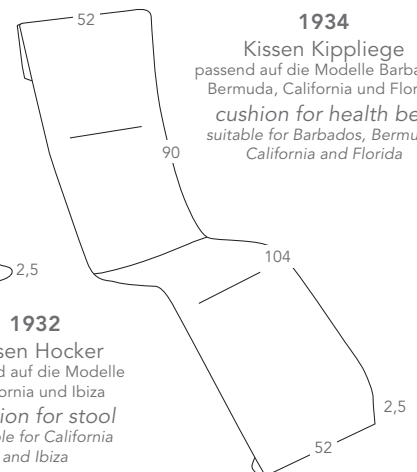 52
1934
Kissen Kippliege
passend auf die Modelle
Bermuda, California und
cushion for health
suitable for Barbados,
California and Florida
90
104
2,5
1932
Hocker
auf die Modelle
und Ibiza
for stool
for California
and Ibiza
2,5
52